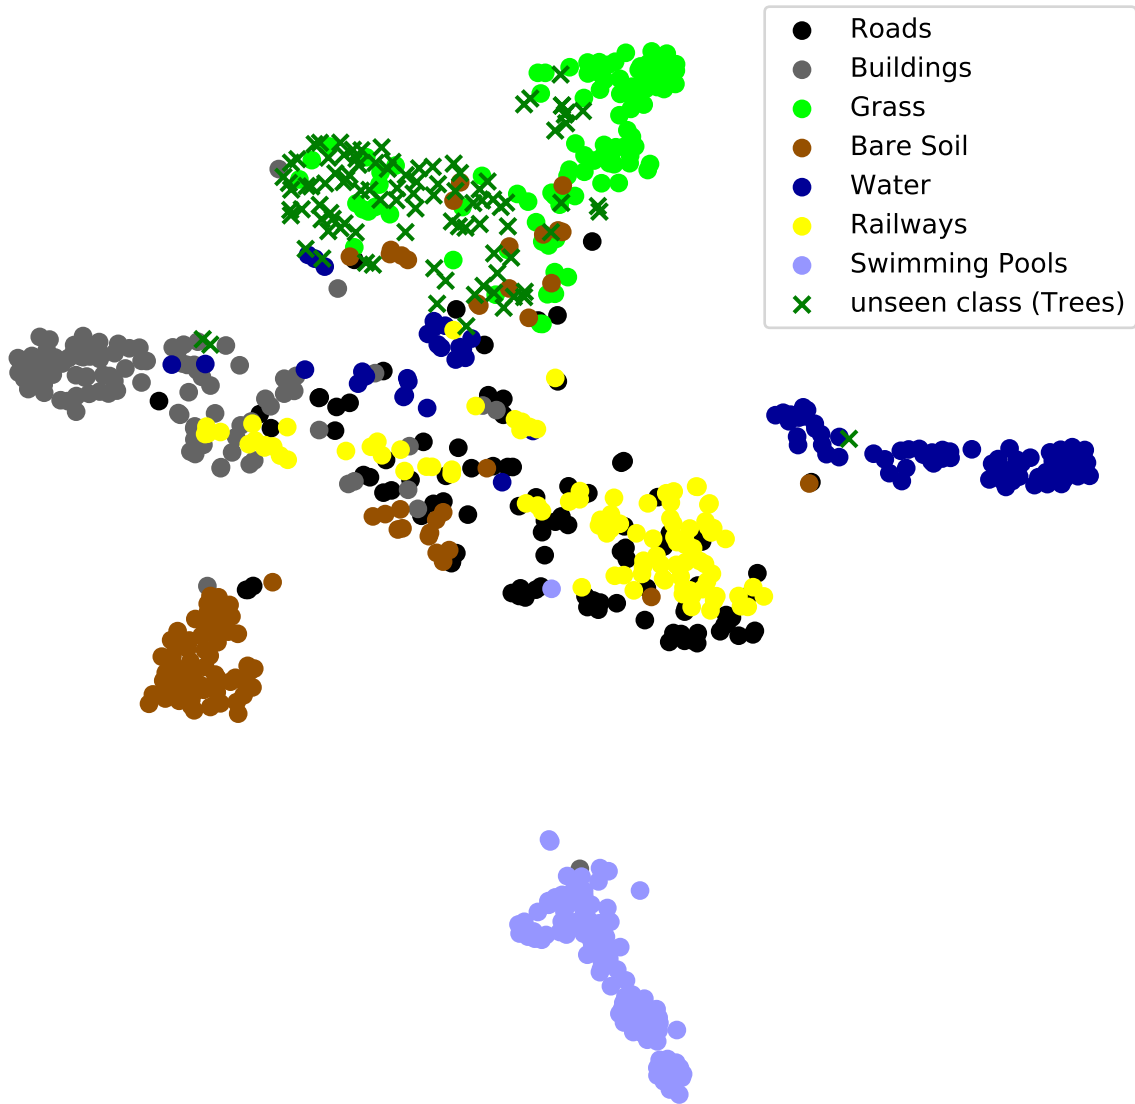 Roads
Buildings
Grass
Bare Soil
Water
Railways
Swimming Pools
unseen class (Trees)